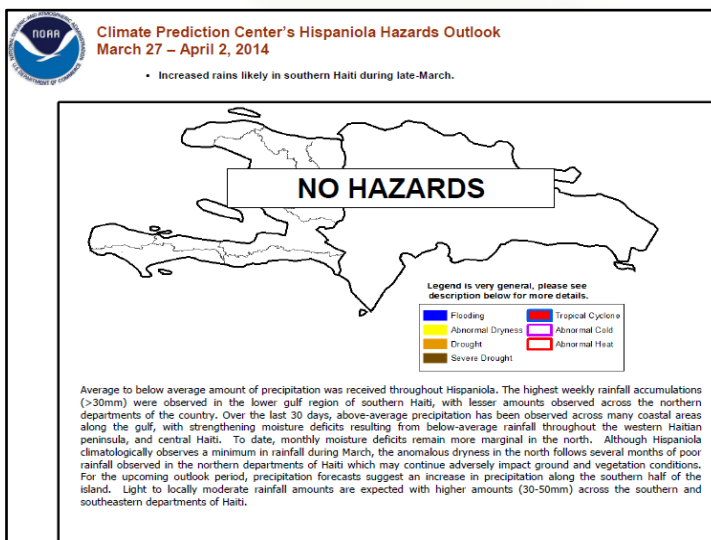 NOAA
NATIONAL OCEANIC AND ATMOSPHERIC ADMINISTRATION
U.S. DEPARTMENT OF COMMERCE
Climate Prediction Center's Hispaniola Hazards Outlook
March 27 – April 2, 2014
▪ Increased rains likely in southern Haiti during late-March.
NO HAZARDS
Legend is very general, please see
description below for more details.
Flooding
Tropical Cyclone
Abnormal Dryness
Abnormal Cold
Drought
Abnormal Heat
Severe Drought
Average to below average amount of precipitation was received throughout Hispaniola. The highest weekly rainfall accumulations
(>30mm) were observed in the lower gulf region of southern Haiti, with lesser amounts observed across the northern
departments of the country. Over the last 30 days, above-average precipitation has been observed across many coastal areas
along the gulf, with strengthening moisture deficits resulting from below-average rainfall throughout the western Haitian
peninsula, and central Haiti. To date, monthly moisture deficits remain more marginal in the north. Although Hispaniola
climatologically observes a minimum in rainfall during March, the anomalous dryness in the north follows several months of poor
rainfall observed in the northern departments of Haiti which may continue adversely impact ground and vegetation conditions.
For the upcoming outlook period, precipitation forecasts suggest an increase in precipitation along the southern half of the
island. Light to locally moderate rainfall amounts are expected with higher amounts (30-50mm) across the southern and
southeastern departments of Haiti.